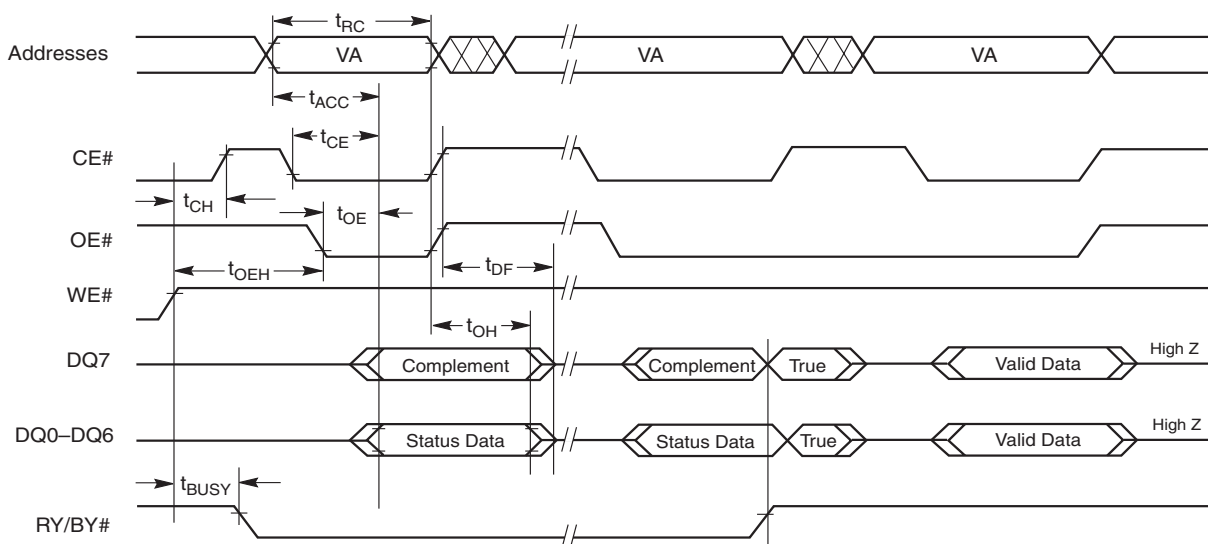 tRC
Addresses VA VA VA
tACC
tCE
CE#
tCH
tOE
OE#
tOEH
tDF
WE#
tOH
DQ7 Complement Complement True Valid Data High Z
DQ0–DQ6 Status Data Status Data True Valid Data High Z
tBUSY
RY/BY#